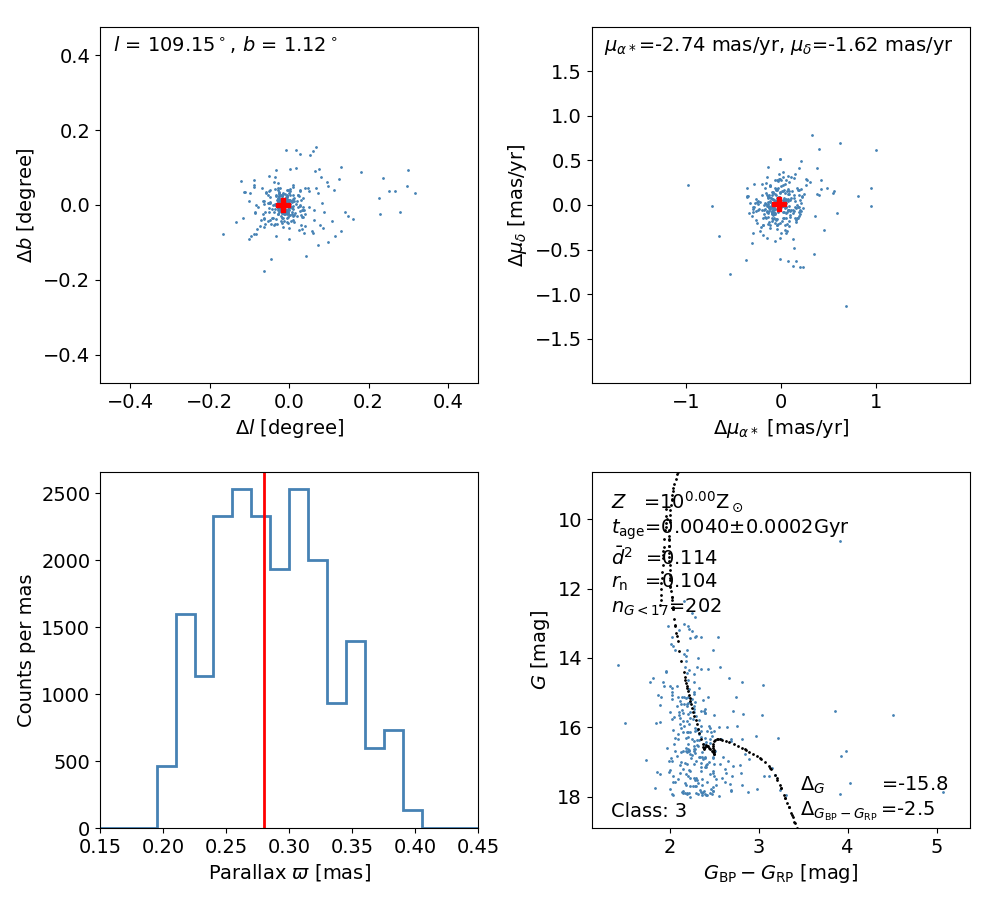 l = 109.15°, b = 1.12°
0.4
0.2
0.0
−0.2
−0.4
Δb [degree]
−0.4 −0.2 0.0 0.2 0.4
Δl [degree]
μα*=-2.74 mas/yr, μδ=-1.62 mas/yr
1.5
1.0
0.5
0.0
−0.5
−1.0
−1.5
Δμδ [mas/yr]
−1 0 1
Δμα* [mas/yr]
2500
2000
1500
1000
500
0
Counts per mas
0.15 0.20 0.25 0.30 0.35 0.40 0.45
Parallax ϖ [mas]
Z =10^0.00 Z⊙
t_age=0.0040±0.0002Gyr
d̄² =0.114
r_n =0.104
n_G<17=202
10
12
14
16
18
G [mag]
Δ_G =-15.8
Δ_G_BP−G_RP =-2.5
Class: 3
2 3 4 5
G_BP − G_RP [mag]